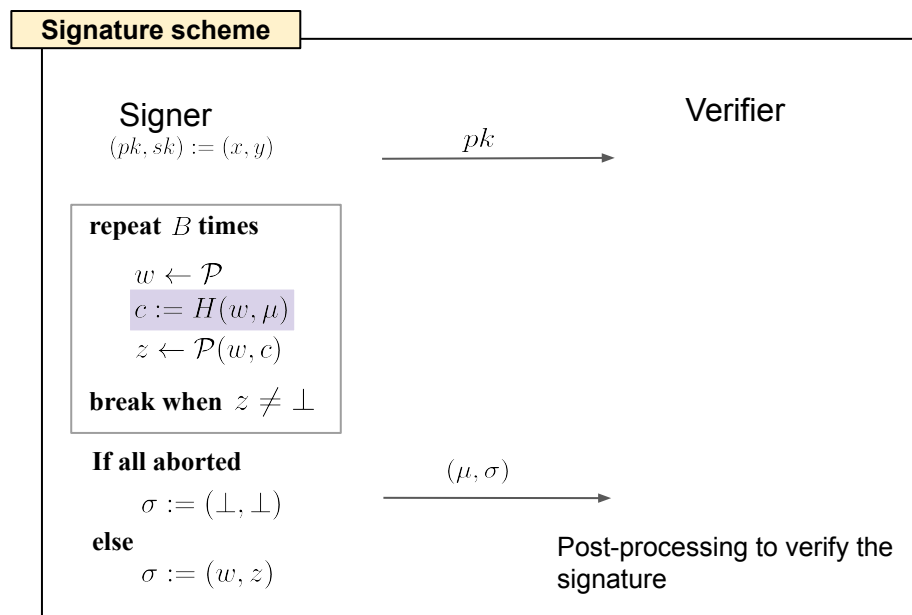 Signature scheme
Signer
Verifier
(pk, sk) := (x, y)
pk
repeat B times
w ← 𝒫
c := H(w, μ)
z ← 𝒫(w, c)
break when z ≠ ⊥
If all aborted
(μ, σ)
σ := (⊥, ⊥)
else
σ := (w, z)
Post-processing to verify the
signature